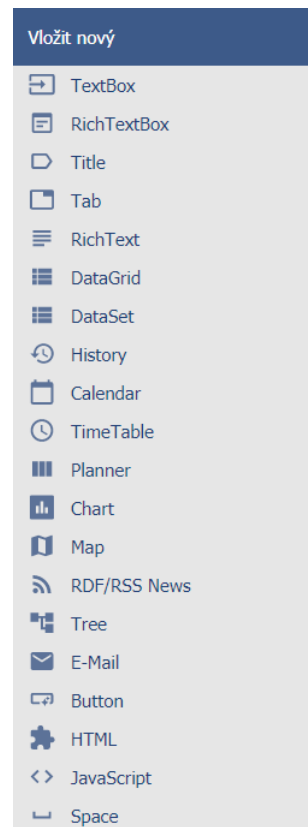 Vložit nový
TextBox
RichTextBox
Title
Tab
RichText
DataGrid
DataSet
History
Calendar
TimeTable
Planner
Chart
Map
RDF/RSS News
Tree
E-Mail
Button
HTML
JavaScript
Space